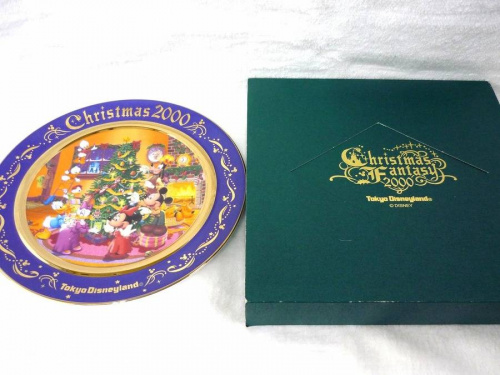 Christmas 2000
Tokyo Disneyland®
Christmas
Fantasy
2000
Tokyo Disneyland®
© DISNEY